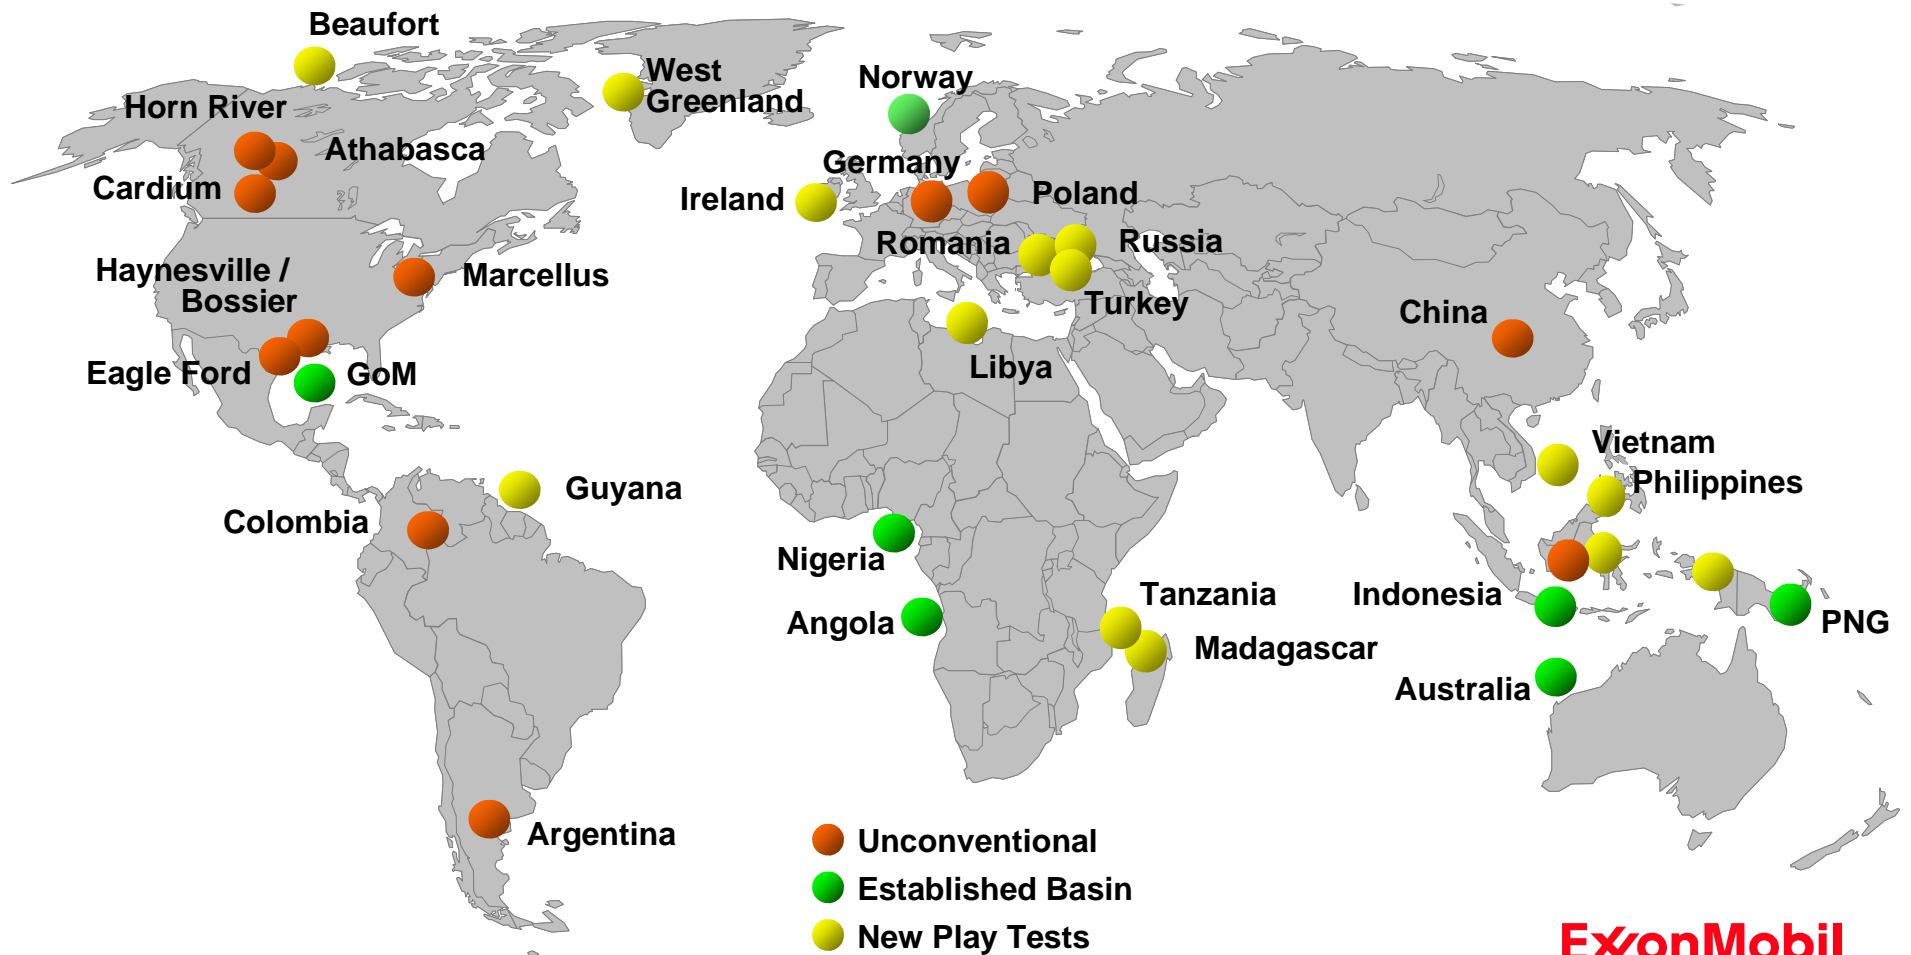 Beaufort
West
Greenland
Norway
Horn River
Athabasca
Germany
Cardium
Ireland
Poland
Romania
Russia
Haynesville /
Bossier
Marcellus
Turkey
China
Eagle Ford
GoM
Libya
Vietnam
Philippines
Guyana
Colombia
Nigeria
Tanzania
Indonesia
Angola
PNG
Madagascar
Australia
Argentina
Unconventional
Established Basin
New Play Tests
ExxonMobil